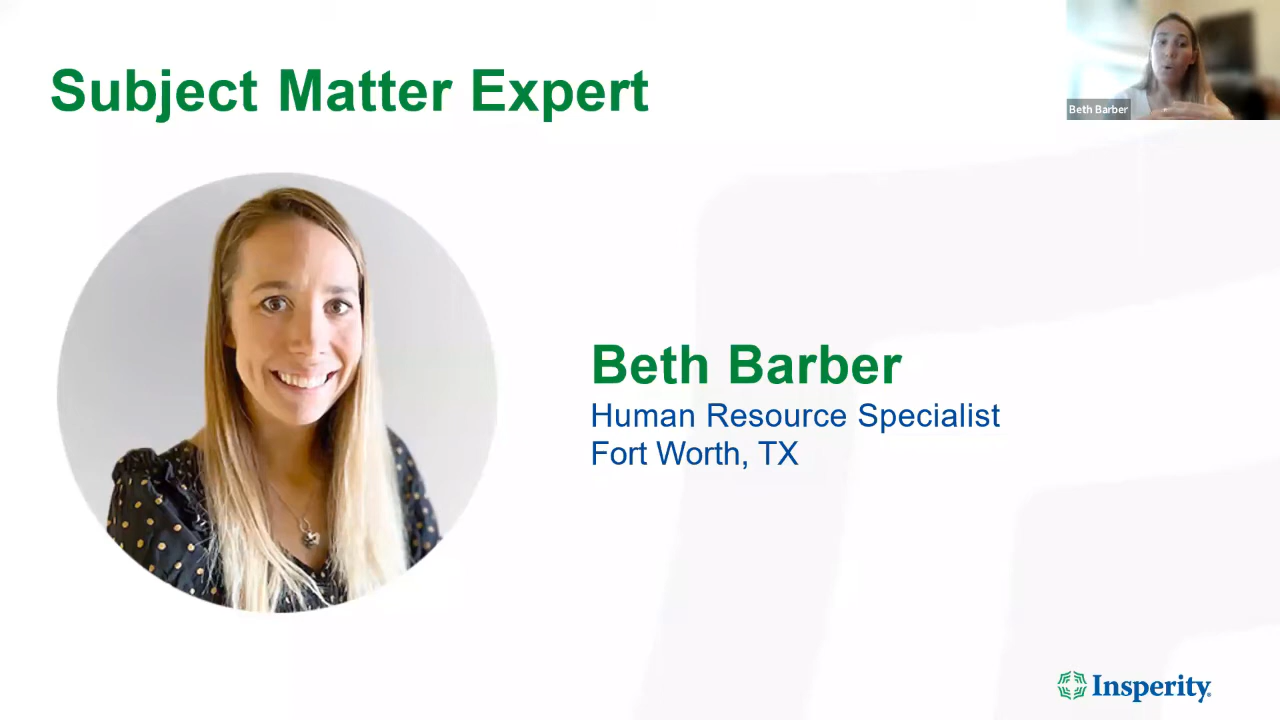 Subject Matter Expert
Beth Barber
Beth Barber
Human Resource Specialist
Fort Worth, TX
Insperity